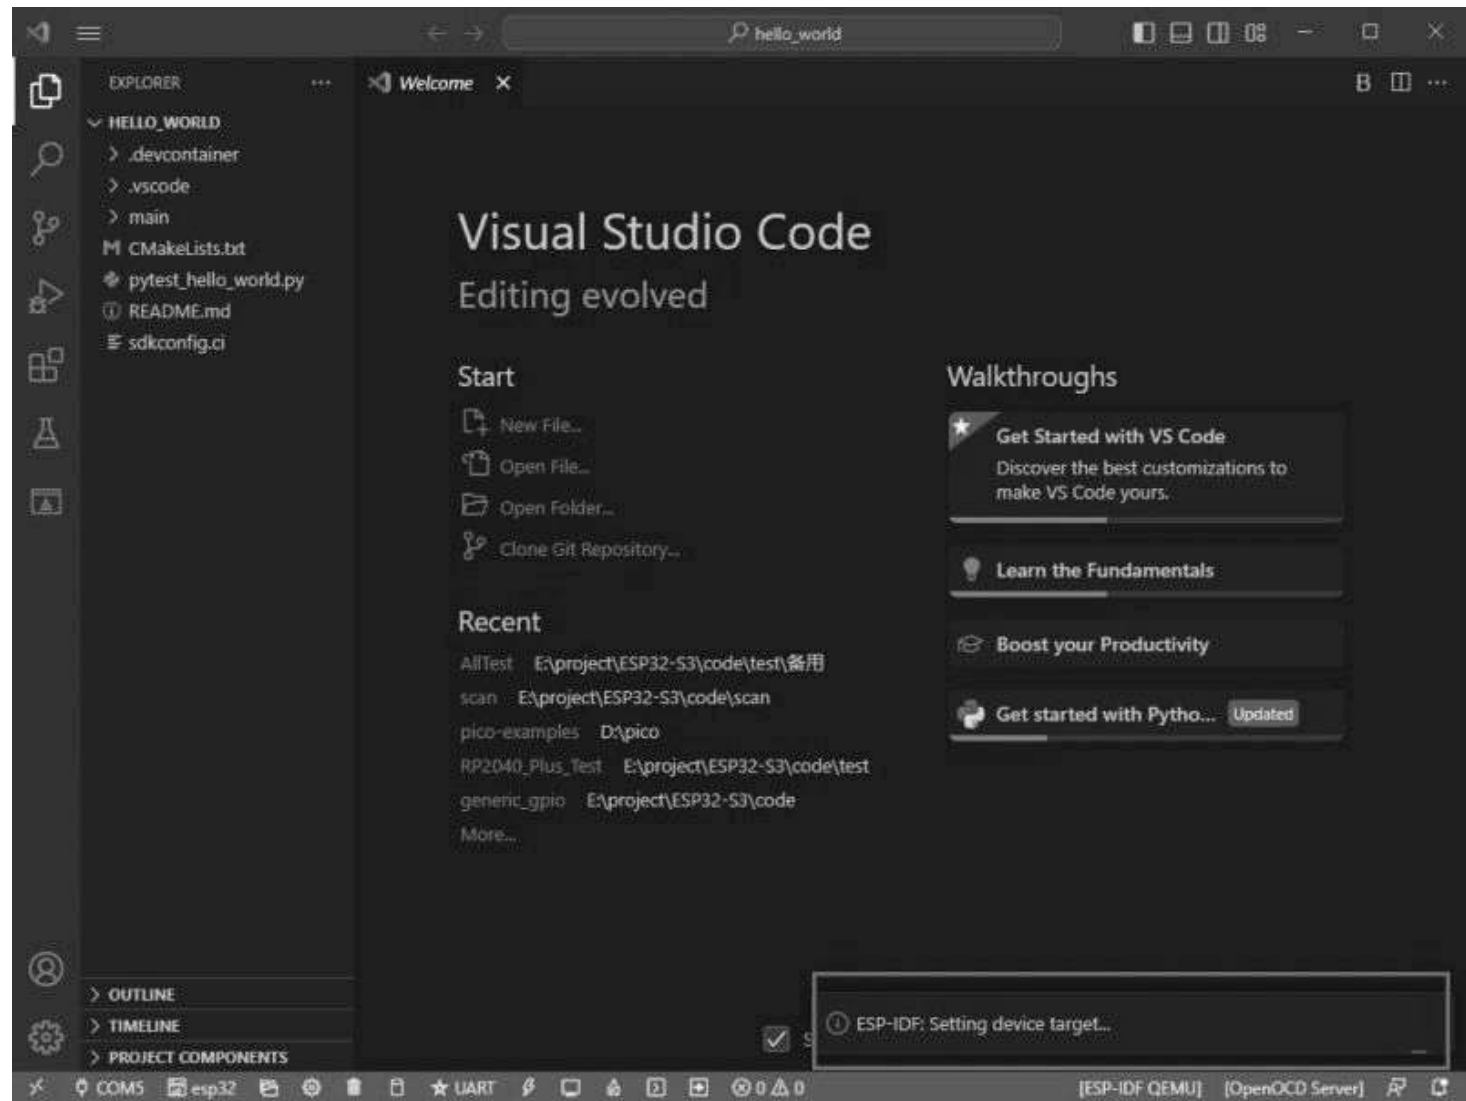 hello_world
EXPLORER
Welcome
HELLO_WORLD
.devcontainer
.vscode
main
CMakeLists.txt
pytest_hello_world.py
README.md
sdkconfig.ci
OUTLINE
TIMELINE
PROJECT COMPONENTS
Visual Studio Code
Editing evolved
Start
New File...
Open File...
Open Folder...
Clone Git Repository...
Recent
AllTest E:\project\ESP32-S3\code\test\备用
scan E:\project\ESP32-S3\code\scan
pico-examples D:\pico
RP2040_Plus_Test E:\project\ESP32-S3\code\test
generic_gpio E:\project\ESP32-S3\code
More...
Walkthroughs
Get Started with VS Code
Discover the best customizations to
make VS Code yours.
Learn the Fundamentals
Boost your Productivity
Get started with Pytho... Updated
ESP-IDF: Setting device target...
COM5 esp32 UART 0 0 [ESP-IDF QEMU] [OpenOCD Server]